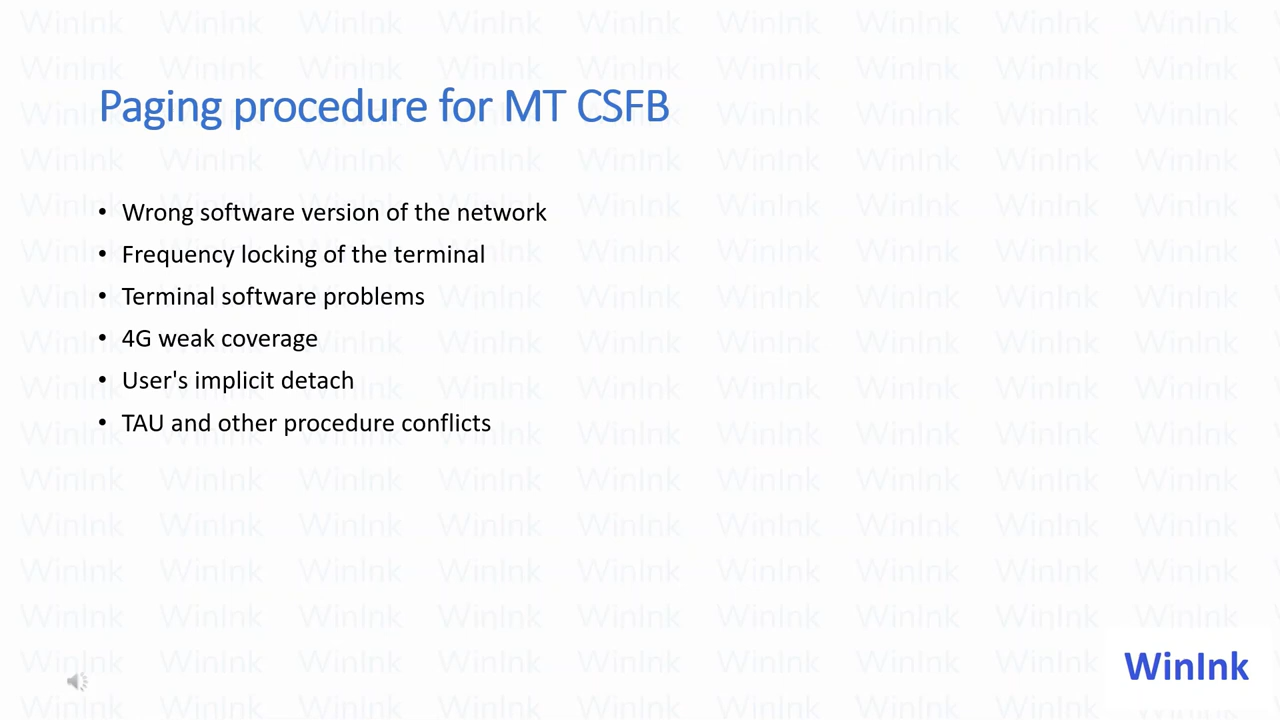 Paging procedure for MT CSFB
• Wrong software version of the network
• Frequency locking of the terminal
• Terminal software problems
• 4G weak coverage
• User's implicit detach
• TAU and other procedure conflicts
WinInk